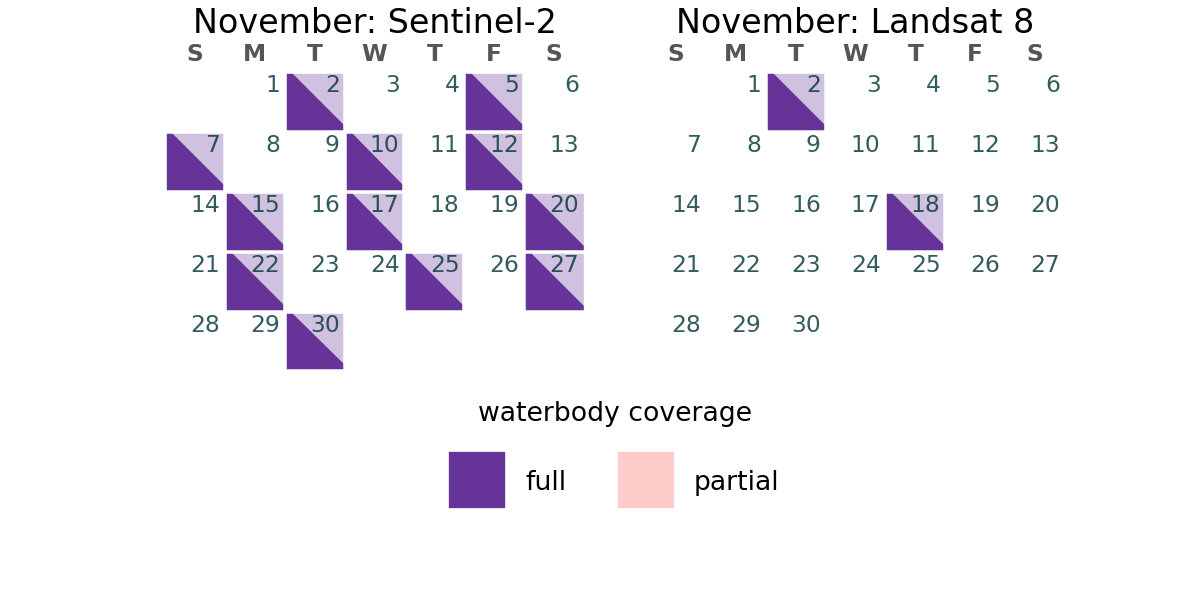 November: Sentinel-2
S M T W T F S
1 2 3 4 5 6
7 8 9 10 11 12 13
14 15 16 17 18 19 20
21 22 23 24 25 26 27
28 29 30
November: Landsat 8
S M T W T F S
1 2 3 4 5 6
7 8 9 10 11 12 13
14 15 16 17 18 19 20
21 22 23 24 25 26 27
28 29 30
waterbody coverage
full partial